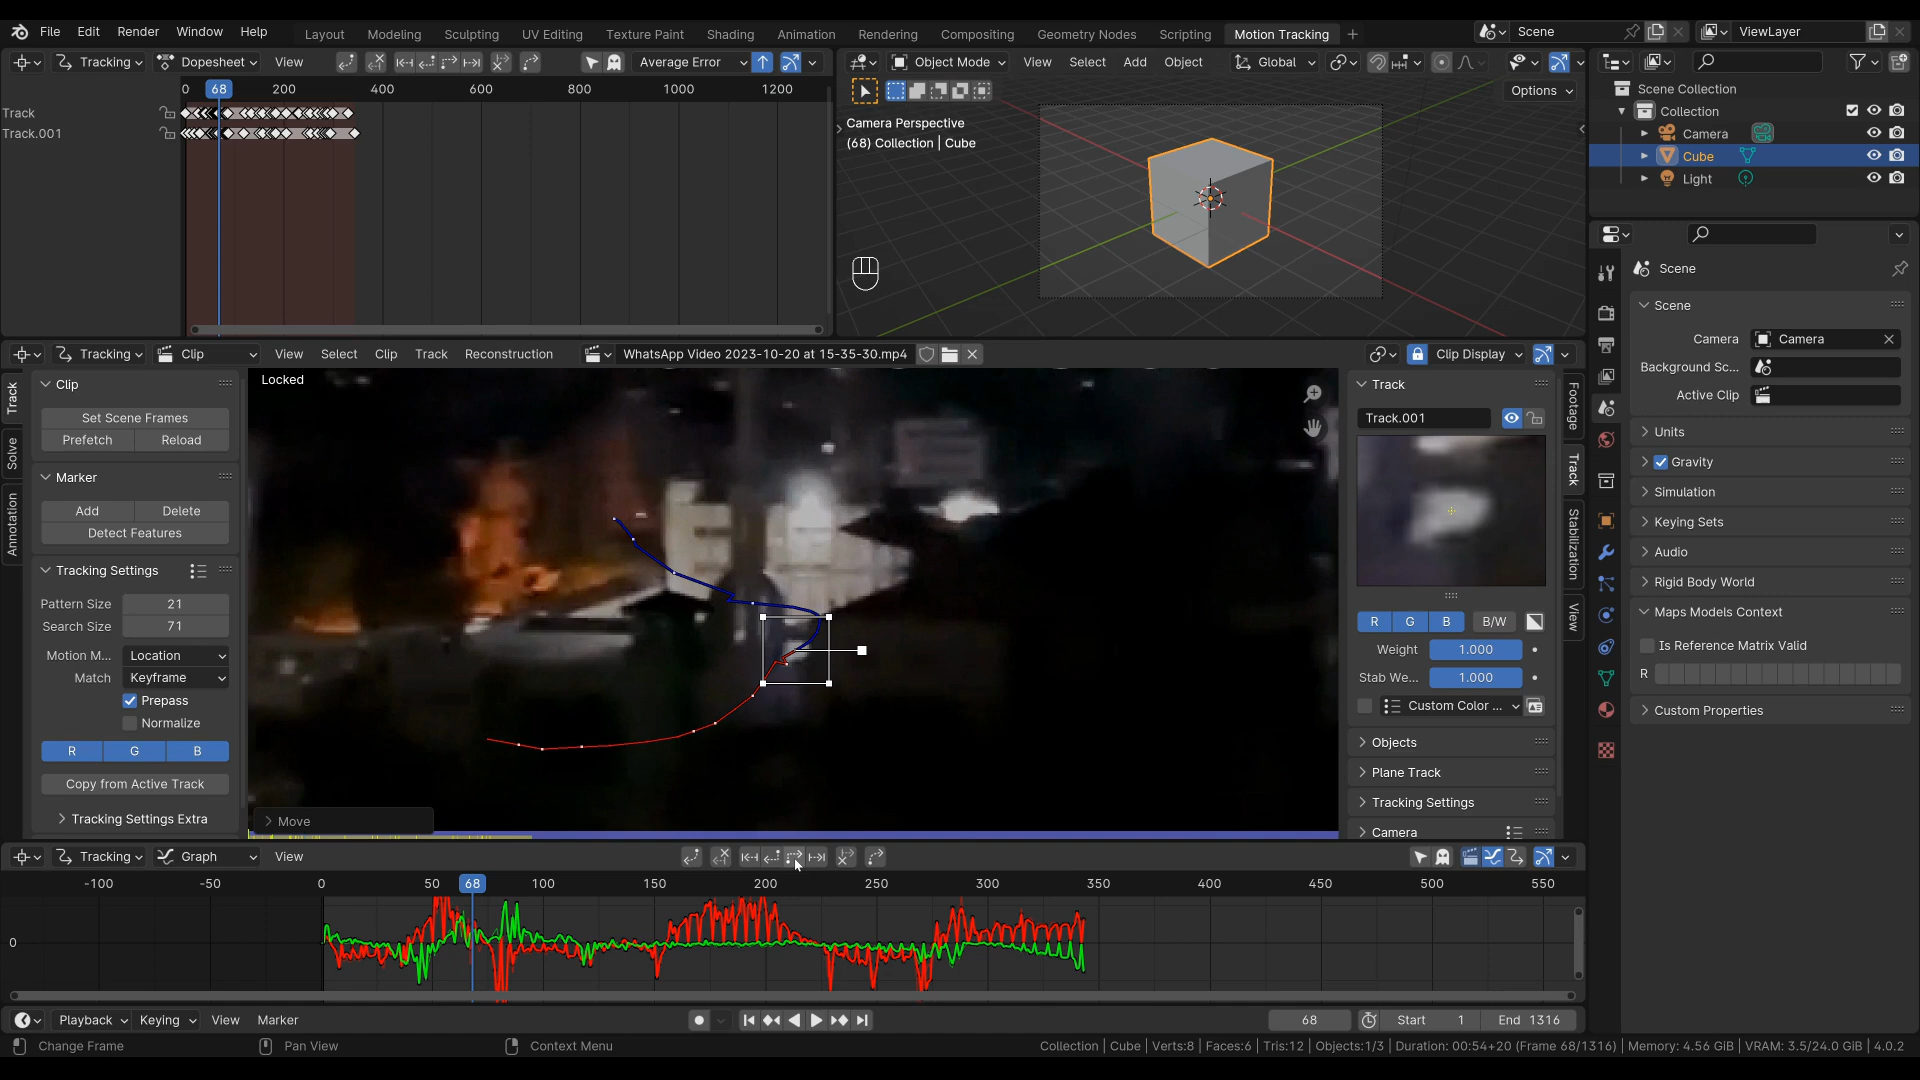 File Edit Render Window Help Layout Modeling Sculpting UV Editing Texture Paint Shading Animation Rendering Compositing Geometry Nodes Scripting Motion Tracking + Scene ViewLayer
Tracking Dopesheet View Average Error Object Mode View Select Add Object Global
0 68 200 400 600 800 1000 1200 Options
Scene Collection
Track
Track.001
Camera Perspective
(68) Collection | Cube
Collection
Camera
Cube
Light
Scene
Scene
Camera Camera
Background Sc...
Active Clip
Units
Gravity
Simulation
Keying Sets
Audio
Rigid Body World
Maps Models Context
Is Reference Matrix Valid
R
Custom Properties
Tracking Clip View Select Clip Track Reconstruction WhatsApp Video 2023-10-20 at 15-35-30.mp4 Clip Display
Track
Solve
Annotation
Clip
Set Scene Frames
Prefetch Reload
Marker
Add Delete
Detect Features
Tracking Settings
Pattern Size 21
Search Size 71
Motion M... Location
Match Keyframe
Prepass
Normalize
R G B
Copy from Active Track
Tracking Settings Extra
Locked
Move
Track
Track.001
R G B B/W
Weight 1.000
Stab We... 1.000
Custom Color ...
Objects
Plane Track
Tracking Settings
Camera
Footage
Track
Stabilization
View
Tracking Graph View
-100 -50 0 50 68 100 150 200 250 300 350 400 450 500 550
0
Playback Keying View Marker 68 Start 1 End 1316
Change Frame Pan View Context Menu Collection | Cube | Verts:8 | Faces:6 | Tris:12 | Objects:1/3 | Duration: 00:54+20 (Frame 68/1316) | Memory: 4.56 GiB | VRAM: 3.5/24.0 GiB | 4.0.2